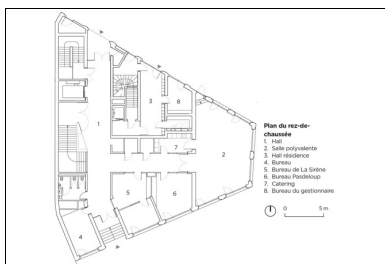 3
8
1
7
2
5
6
4
Plan du rez-de-
chaussée
1. Hall
2. Salle polyvalente
3. Hall résidence
4. Bureau
5. Bureau de La Sirène
6. Bureau Pasdeloup
7. Catering
8. Bureau du gestionnaire
0 5 m